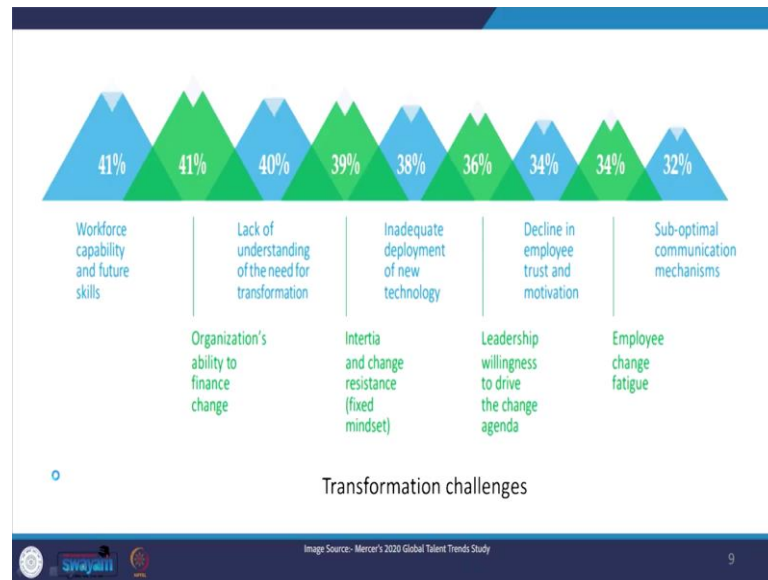 41%
41%
40%
39%
38%
36%
34%
34%
32%
Workforce
capability
and future
skills
Organization's
ability to
finance
change
Lack of
understanding
of the need for
transformation
Intertia
and change
resistance
(fixed
mindset)
Inadequate
deployment
of new
technology
Leadership
willingness
to drive
the change
agenda
Decline in
employee
trust and
motivation
Employee
change
fatigue
Sub-optimal
communication
mechanisms
Transformation challenges
swayam
Image Source:- Mercer's 2020 Global Talent Trends Study
9